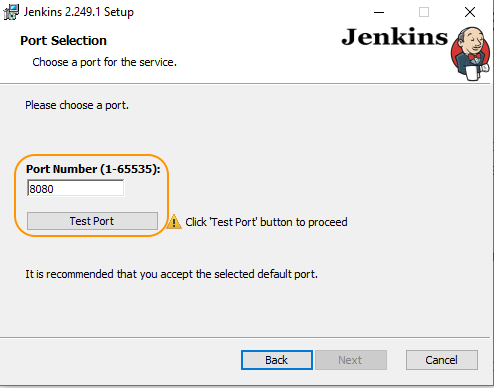 Jenkins 2.249.1 Setup
Port Selection
Choose a port for the service.
Jenkins
Please choose a port.
Port Number (1-65535):
8080
Test Port
Click 'Test Port' button to proceed
It is recommended that you accept the selected default port.
Back
Next
Cancel